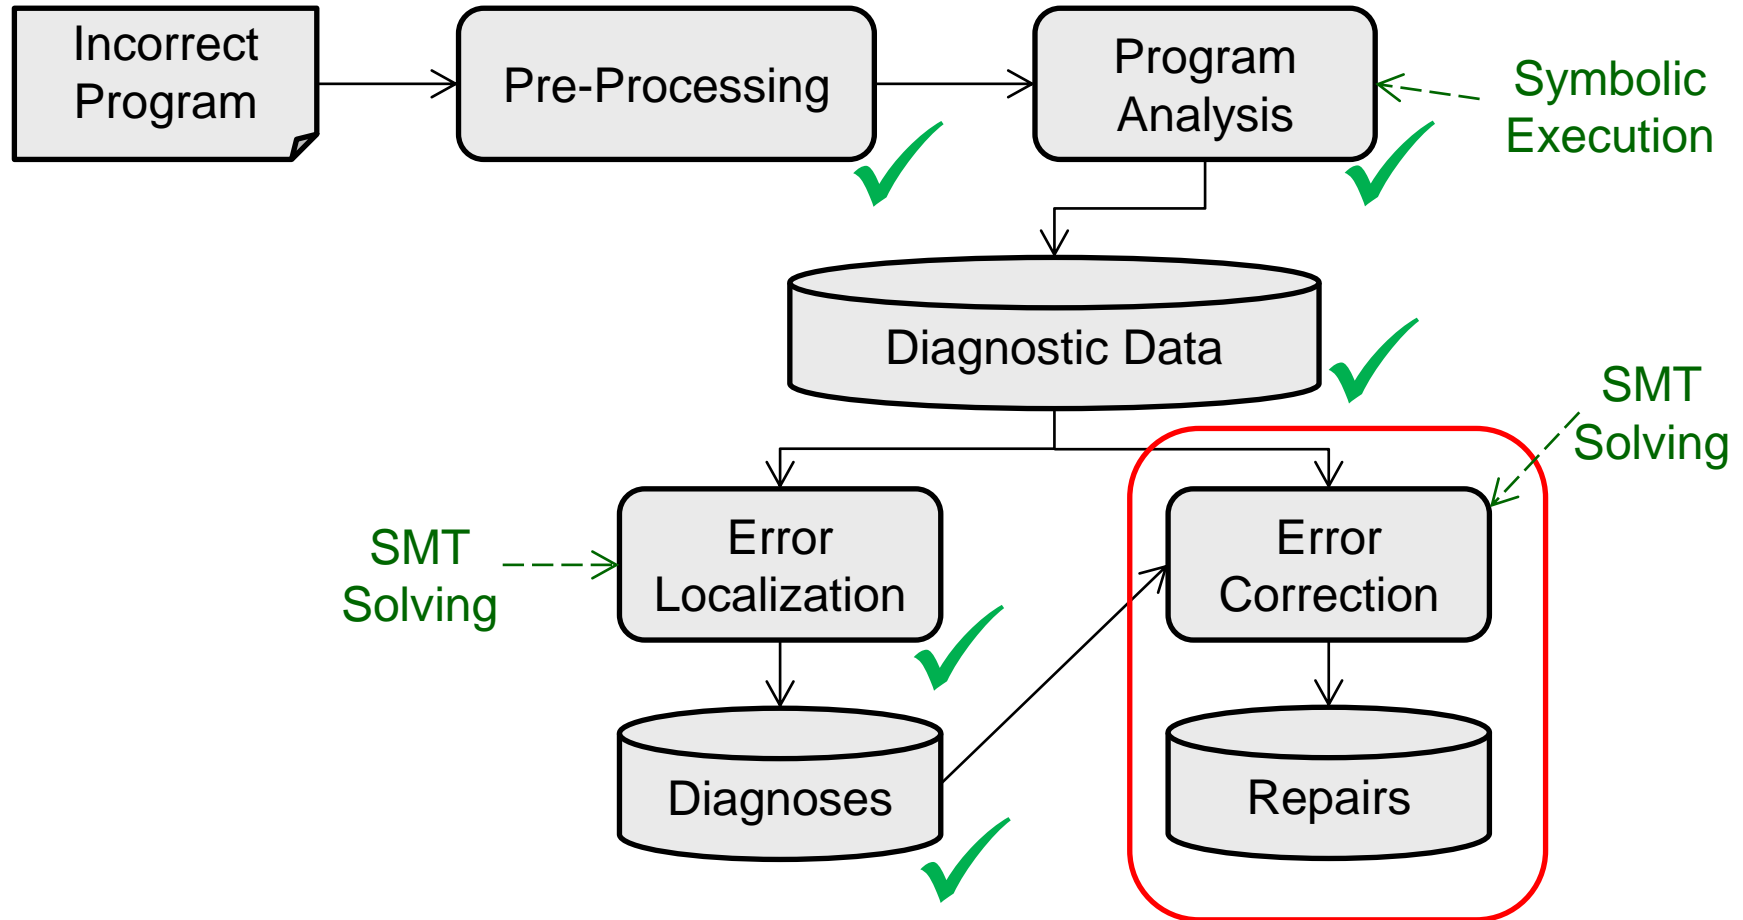 Incorrect
Program
Pre-Processing
Program
Analysis
Symbolic
Execution
Diagnostic Data
SMT
Solving
SMT
Solving
Error
Localization
Error
Correction
Diagnoses
Repairs